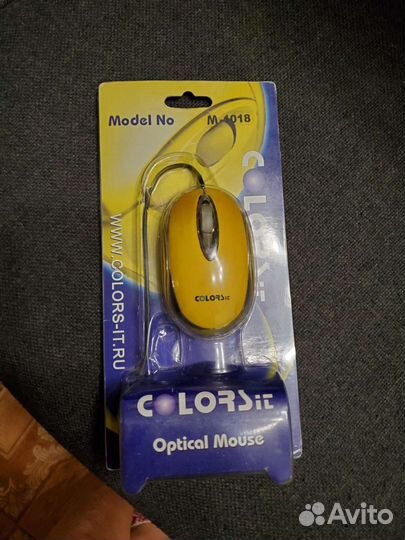 Model No M-1018
COLORSit
WWW.COLORS-IT.RU
COLORSit
COLORSit
Optical Mouse
Avito